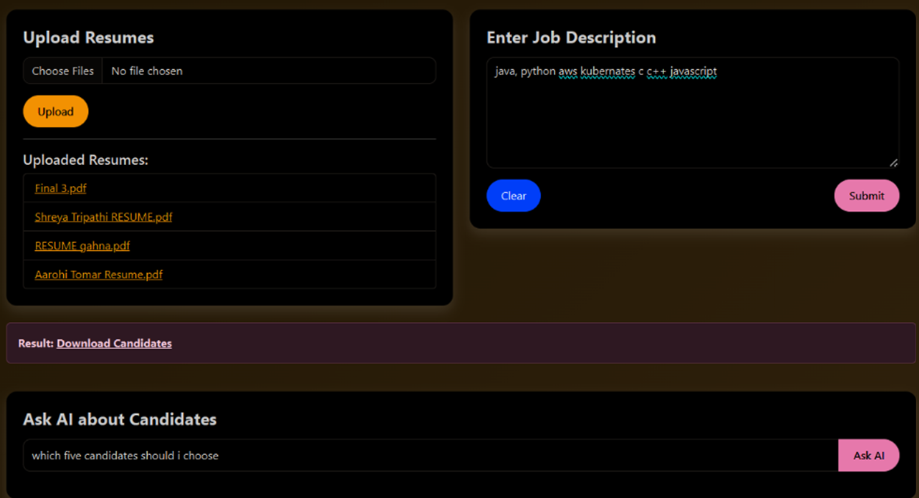 Upload Resumes
Choose Files No file chosen
Upload
Uploaded Resumes:
Final 3.pdf
Shreya Tripathi RESUME.pdf
RESUME qahna.pdf
Aarohi Tomar Resume.pdf
Enter Job Description
java, python aws kubernates c c++ javascript
Clear
Submit
Result: Download Candidates
Ask AI about Candidates
which five candidates should i choose
Ask AI